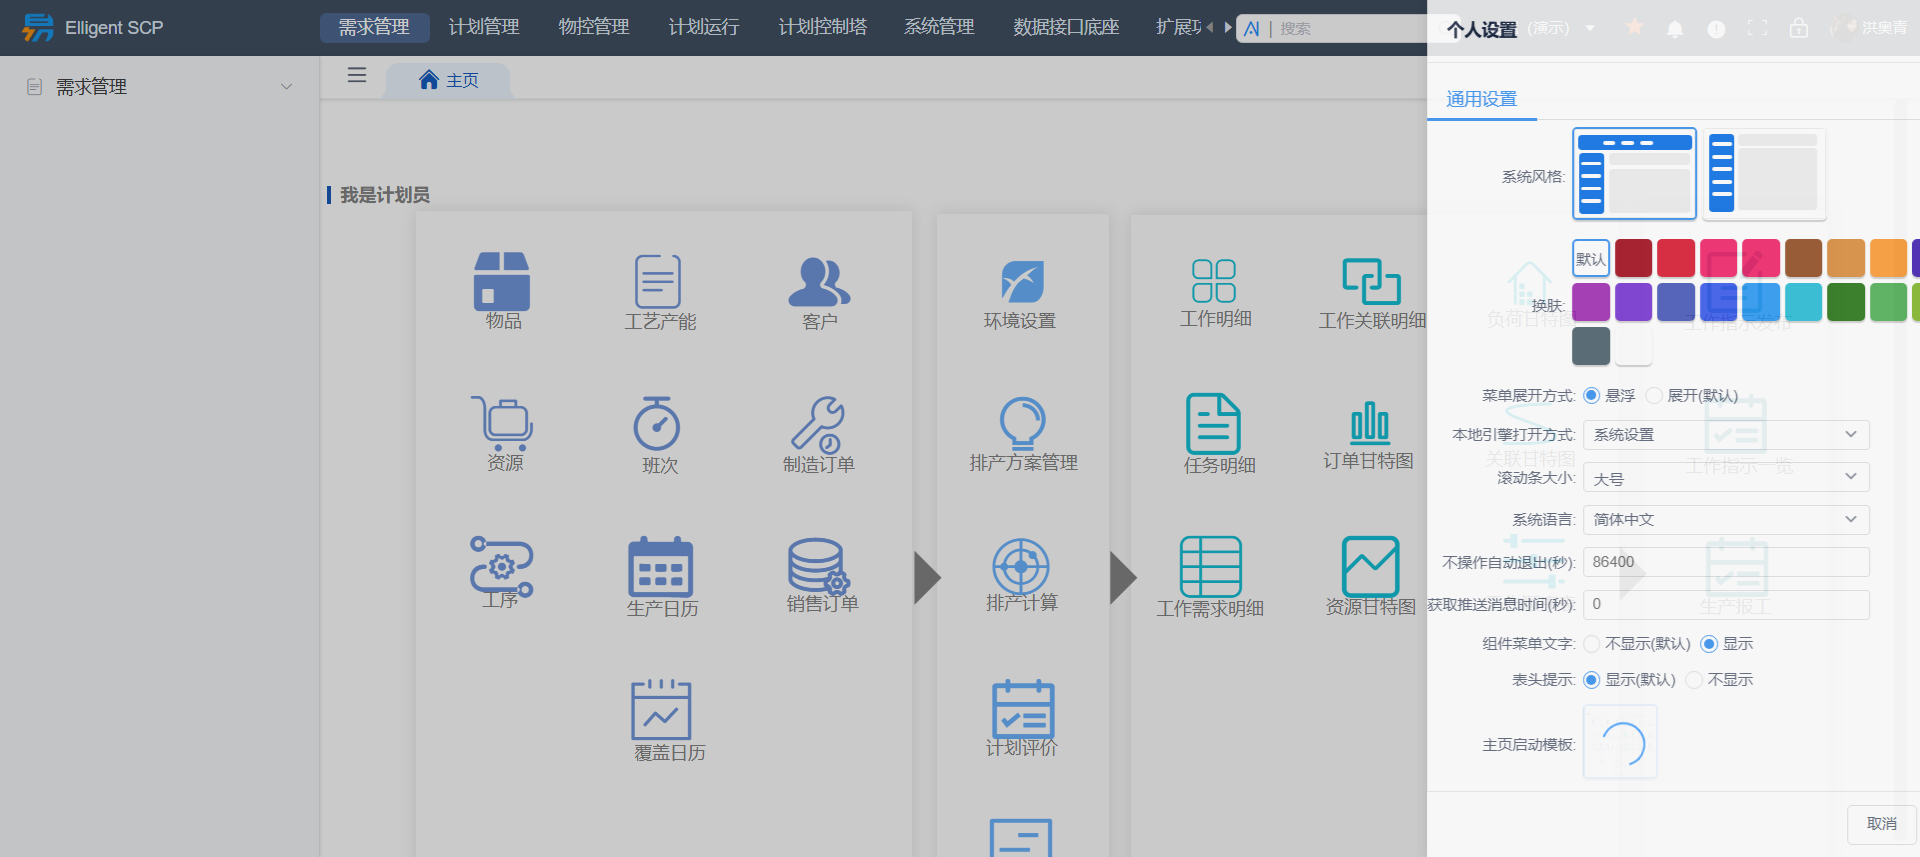 Elligent SCP
需求管理
计划管理
物控管理
计划运行
计划控制塔
系统管理
数据接口底座
扩展功
搜索
个人设置
(演示)
洪奥青
需求管理
主页
通用设置
我是计划员
系统风格:
默认
换肤:
物品
工艺产能
客户
环境设置
工作明细
工作关联明细
负荷甘特图
工作指示发布
菜单展开方式:
悬浮
展开(默认)
本地引擎打开方式:
系统设置
资源
班次
制造订单
排产方案管理
任务明细
订单甘特图
关联甘特图
工作指示一览
滚动条大小:
大号
系统语言:
简体中文
不操作自动退出(秒):
86400
工序
生产日历
销售订单
排产计算
工作需求明细
资源甘特图
生产报工
获取推送消息时间(秒):
0
组件菜单文字:
不显示(默认)
显示
表头提示:
显示(默认)
不显示
覆盖日历
计划评价
主页启动模板:
取消